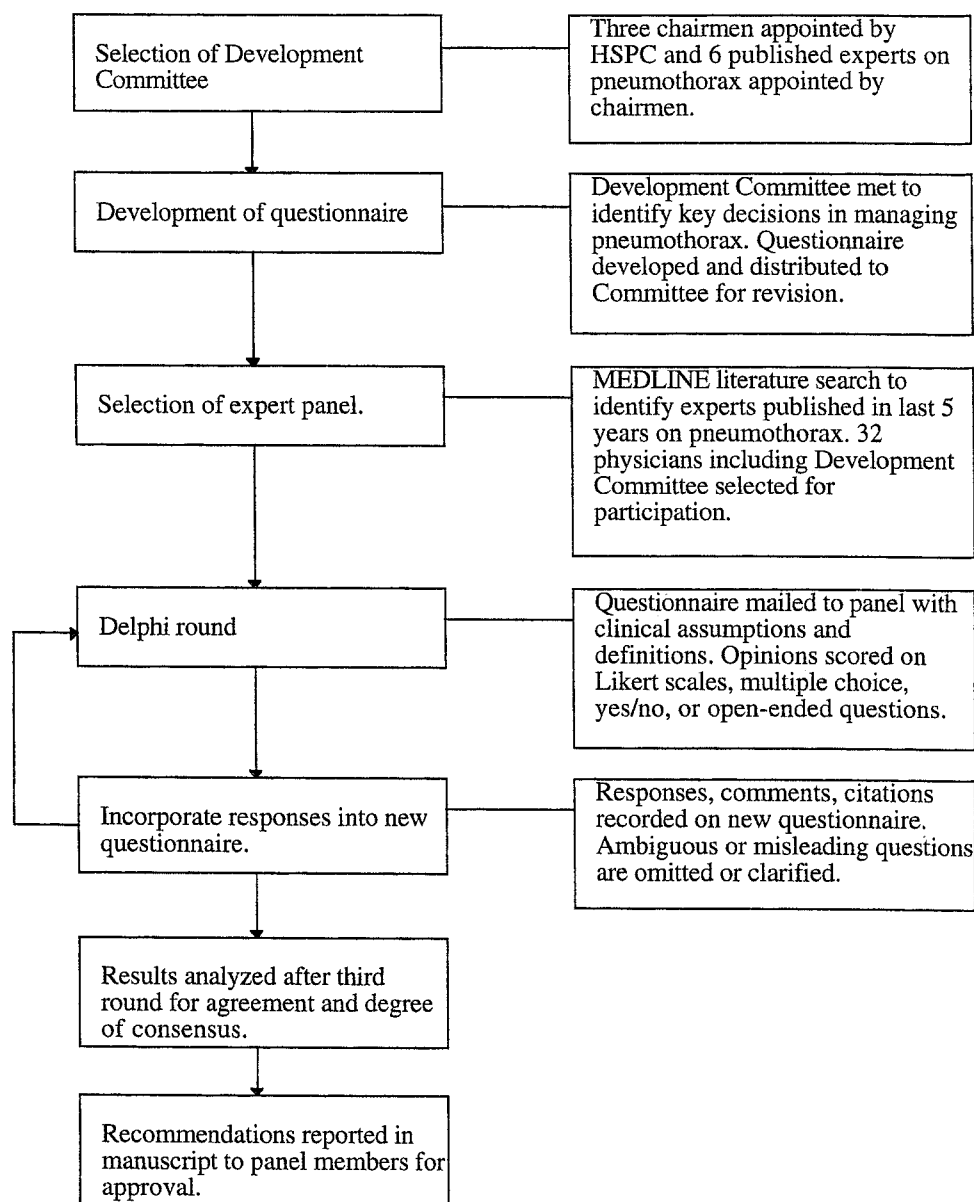 Selection of Development
Committee
Three chairmen appointed by
HSPC and 6 published experts on
pneumothorax appointed by
chairmen.
Development of questionnaire
Development Committee met to
identify key decisions in managing
pneumothorax. Questionnaire
developed and distributed to
Committee for revision.
Selection of expert panel.
MEDLINE literature search to
identify experts published in last 5
years on pneumothorax. 32
physicians including Development
Committee selected for
participation.
Delphi round
Questionnaire mailed to panel with
clinical assumptions and
definitions. Opinions scored on
Likert scales, multiple choice,
yes/no, or open-ended questions.
Incorporate responses into new
questionnaire.
Responses, comments, citations
recorded on new questionnaire.
Ambiguous or misleading questions
are omitted or clarified.
Results analyzed after third
round for agreement and degree
of consensus.
Recommendations reported in
manuscript to panel members for
approval.